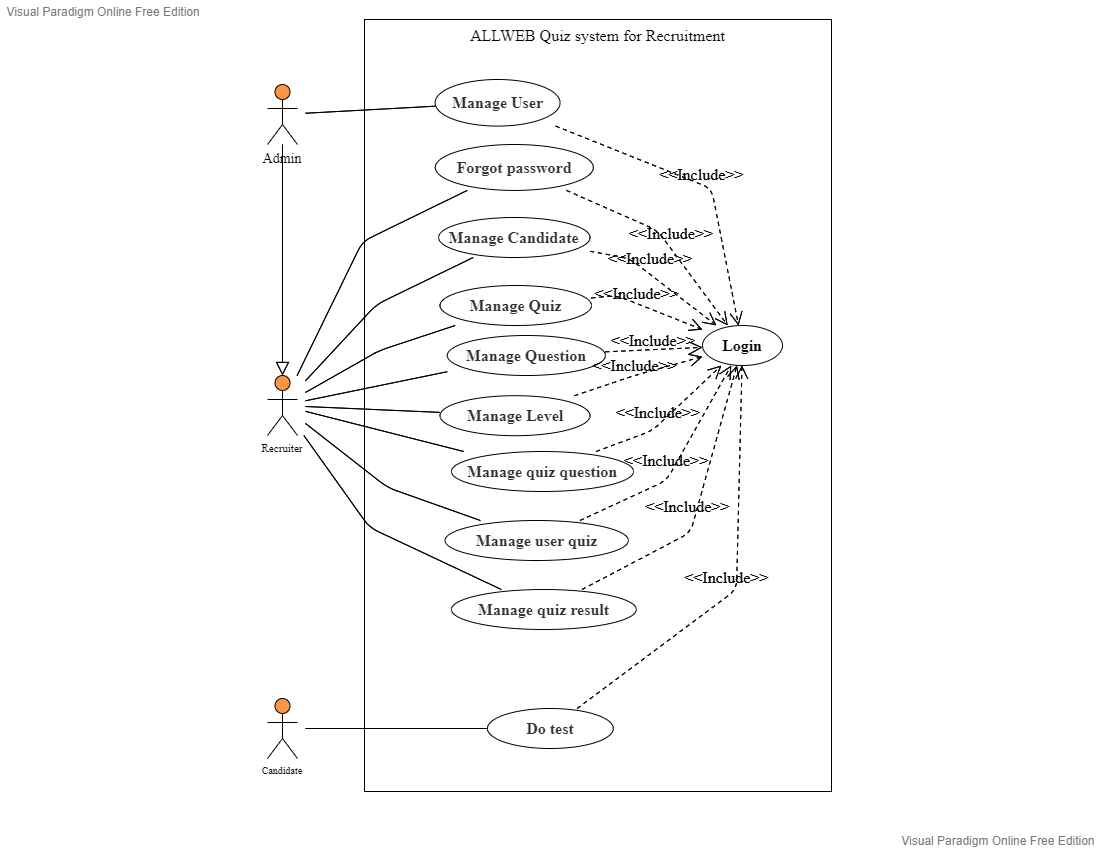 Visual Paradigm Online Free Edition
ALLWEB Quiz system for Recruitment
Manage User
Admin
Forgot password
<<Include>>
Manage Candidate
<<Include>>
<<Include>>
Manage Quiz
<<Include>>
Manage Question
<<Include>>
Login
<<Include>>
Recruiter
Manage Level
<<Include>>
Manage quiz question
<<Include>>
Manage user quiz
<<Include>>
Manage quiz result
<<Include>>
Do test
Candidate
Visual Paradigm Online Free Edition